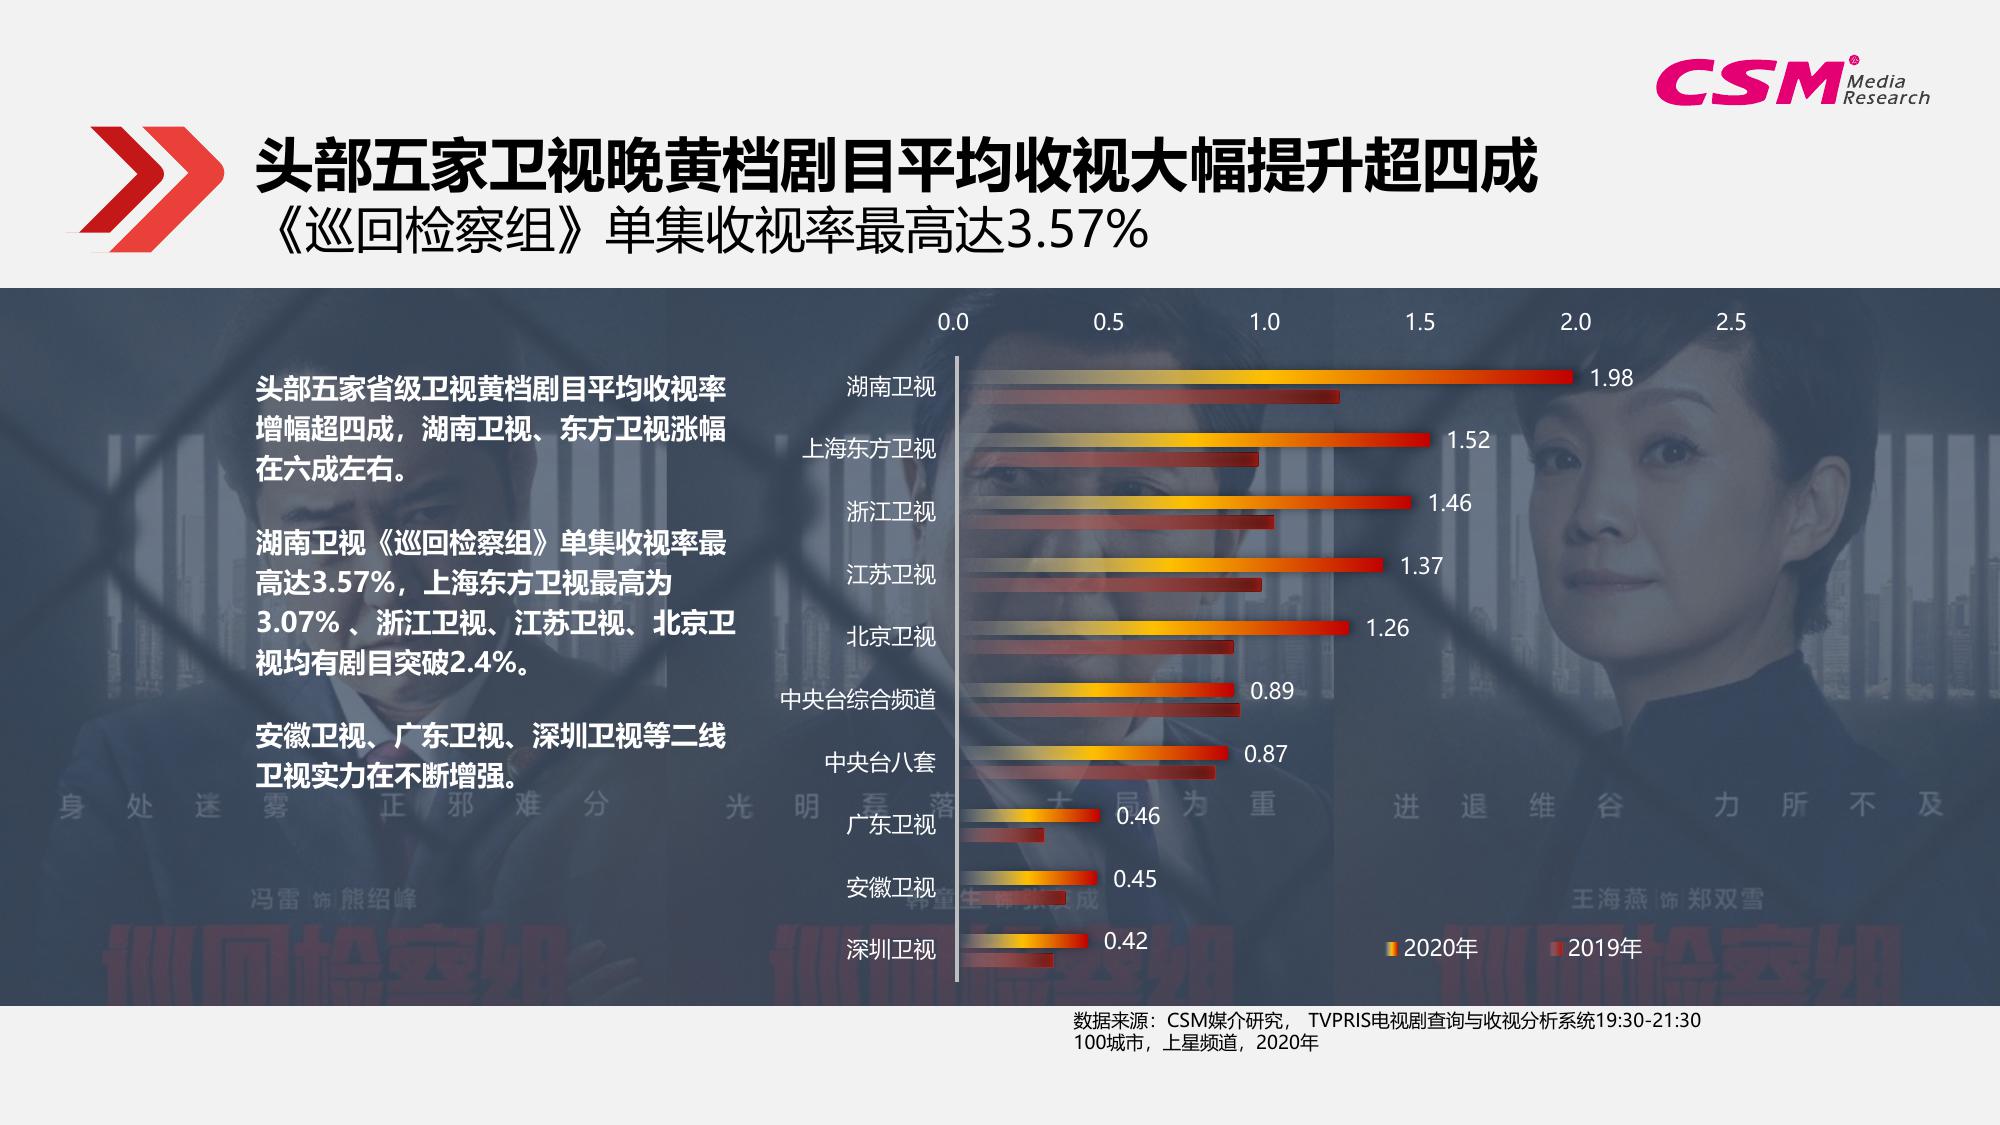 CSM Media
Research
头部五家卫视晚黄档剧目平均收视大幅提升超四成
《巡回检察组》单集收视率最高达3.57%
头部五家省级卫视黄档剧目平均收视率
增幅超四成，湖南卫视、东方卫视涨幅
在六成左右。
湖南卫视《巡回检察组》单集收视率最
高达3.57%，上海东方卫视最高为
3.07% 、浙江卫视、江苏卫视、北京卫
视均有剧目突破2.4%。
安徽卫视、广东卫视、深圳卫视等二线
卫视实力在不断增强。
0.0 0.5 1.0 1.5 2.0 2.5
湖南卫视 1.98
上海东方卫视 1.52
浙江卫视 1.46
江苏卫视 1.37
北京卫视 1.26
中央台综合频道 0.89
中央台八套 0.87
广东卫视 0.46
安徽卫视 0.45
深圳卫视 0.42
2020年 2019年
身处迷雾 正邪难分
光明磊落 大局为重
进退维谷 力所不及
冯雷 饰 熊绍峰
王海燕 饰 郑双雪
巡回检察组
巡回检察组
巡回检察组
数据来源：CSM媒介研究， TVPRIS电视剧查询与收视分析系统19:30-21:30
100城市，上星频道，2020年